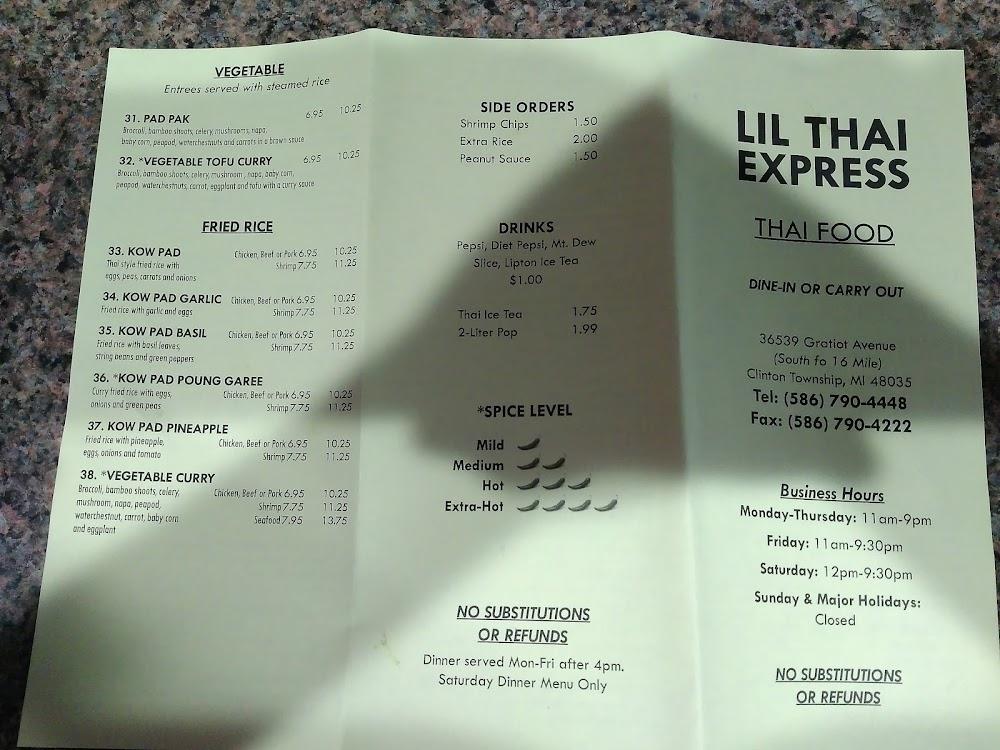 VEGETABLE
Entrees served with steamed rice
31. PAD PAK 6.95 10.25
Broccoli, bamboo shoots, celery, mushrooms, napa,
baby corn, peapod, waterchestnuts and carrots in a brown sauce
32. *VEGETABLE TOFU CURRY 6.95 10.25
Broccoli, bamboo shoots, celery, mushroom, napa, baby corn,
peapod, waterchestnuts, carrot, eggplant and tofu with a curry sauce
FRIED RICE
33. KOW PAD Chicken, Beef or Pork 6.95 10.25
Thai style fried rice with Shrimp 7.75 11.25
eggs, peas, carrots and onions
34. KOW PAD GARLIC Chicken, Beef or Pork 6.95 10.25
Fried rice with garlic and eggs Shrimp 7.75 11.25
35. KOW PAD BASIL Chicken, Beef or Pork 6.95 10.25
Fried rice with basil leaves, Shrimp 7.75 11.25
string beans and green peppers
36. *KOW PAD POUNG GAREE
Curry fried rice with eggs, Chicken, Beef or Pork 6.95 10.25
onions and green peas Shrimp 7.75 11.25
37. KOW PAD PINEAPPLE
Fried rice with pineapple, Chicken, Beef or Pork 6.95 10.25
eggs, onions and tomato Shrimp 7.75 11.25
38. *VEGETABLE CURRY
Broccoli, bamboo shoots, celery, Chicken, Beef or Pork 6.95 10.25
mushroom, napa, peapod, Shrimp 7.75 11.25
waterchestnut, carrot, baby corn Seafood 7.95 13.75
and eggplant
SIDE ORDERS
Shrimp Chips 1.50
Extra Rice 2.00
Peanut Sauce 1.50
DRINKS
Pepsi, Diet Pepsi, Mt. Dew
Slice, Lipton Ice Tea
$1.00
Thai Ice Tea 1.75
2-Liter Pop 1.99
*SPICE LEVEL
Mild
Medium
Hot
Extra-Hot
NO SUBSTITUTIONS
OR REFUNDS
Dinner served Mon-Fri after 4pm.
Saturday Dinner Menu Only
LIL THAI
EXPRESS
THAI FOOD
DINE-IN OR CARRY OUT
36539 Gratiot Avenue
(South fo 16 Mile)
Clinton Township, MI 48035
Tel: (586) 790-4448
Fax: (586) 790-4222
Business Hours
Monday-Thursday: 11am-9pm
Friday: 11am-9:30pm
Saturday: 12pm-9:30pm
Sunday & Major Holidays:
Closed
NO SUBSTITUTIONS
OR REFUNDS